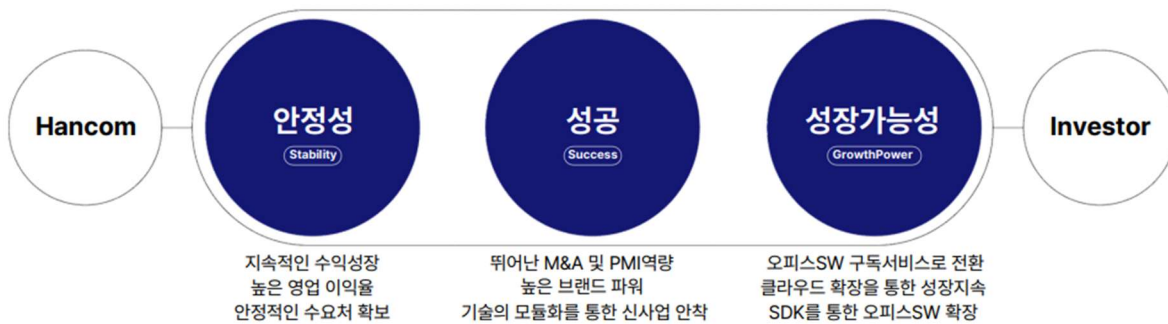 Hancom
안정성
Stability
성공
Success
성장가능성
GrowthPower
Investor
지속적인 수익성장
높은 영업 이익율
안정적인 수요처 확보
뛰어난 M&A 및 PMI역량
높은 브랜드 파워
기술의 모듈화를 통한 신사업 안착
오피스SW 구독서비스로 전환
클라우드 확장을 통한 성장지속
SDK를 통한 오피스SW 확장